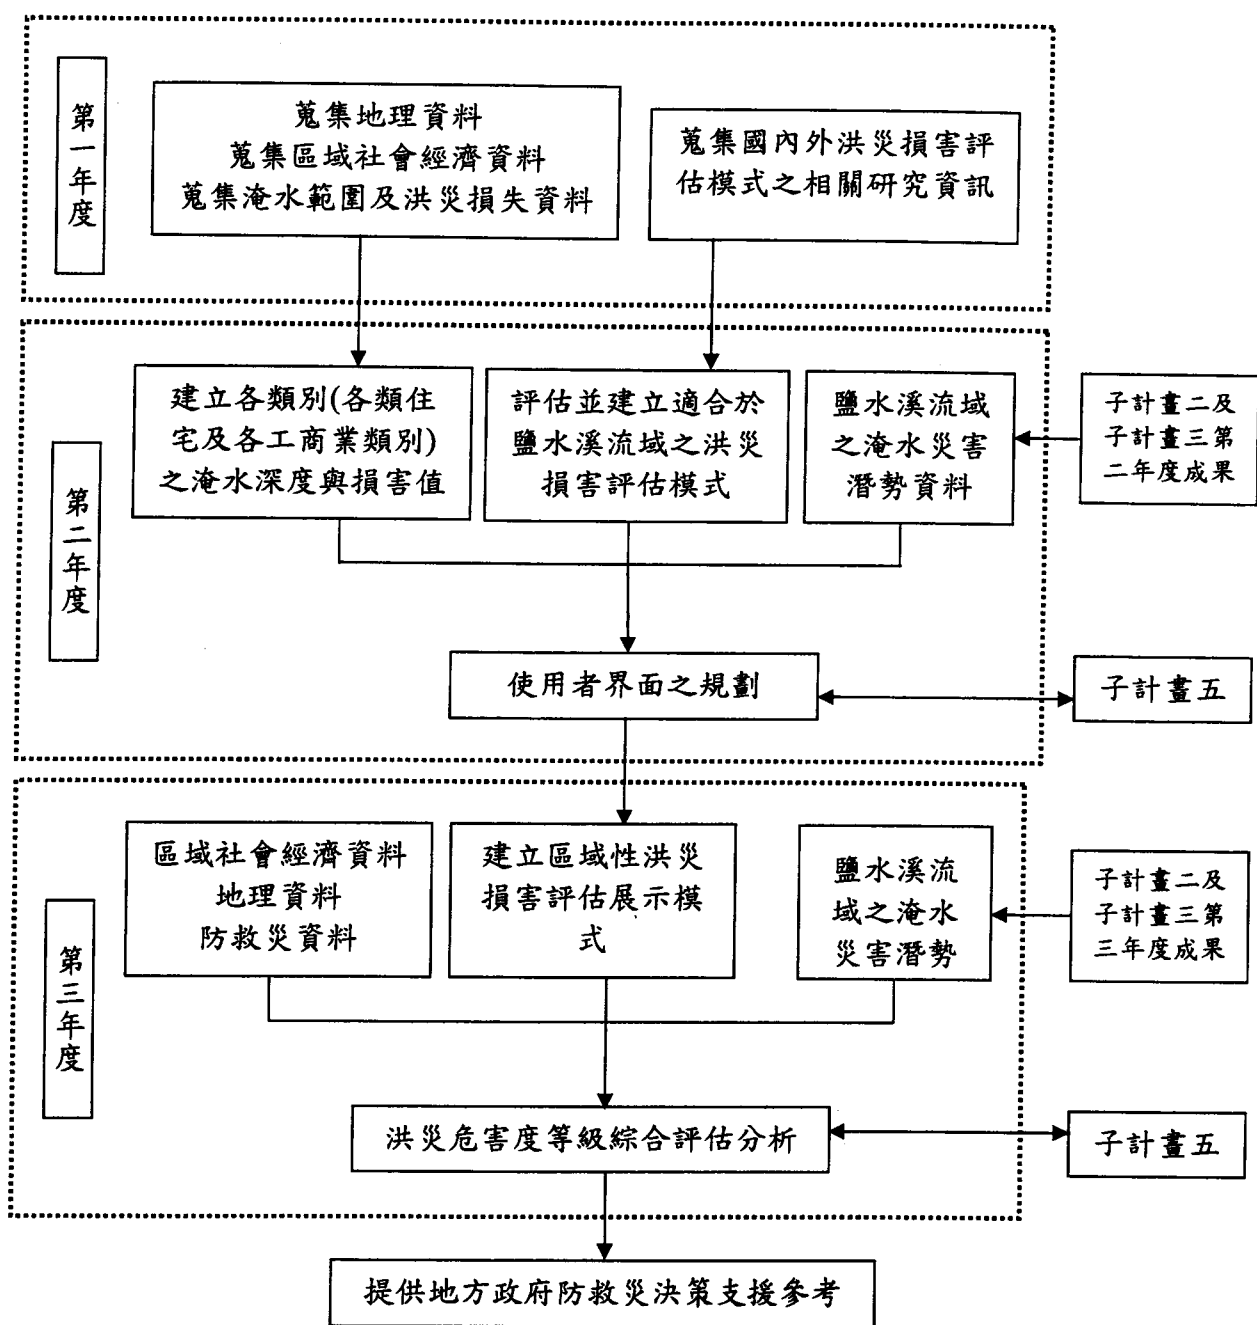 第一年度
蒐集地理資料
蒐集區域社會經濟資料
蒐集淹水範圍及洪災損失資料
蒐集國內外洪災損害評
估模式之相關研究資訊
第二年度
建立各類別(各類住
宅及各工商業類別)
之淹水深度與損害值
評估並建立適合於
鹽水溪流域之洪災
損害評估模式
鹽水溪流域
之淹水災害
潛勢資料
子計畫二及
子計畫三第
二年度成果
使用者界面之規劃
子計畫五
第三年度
區域社會經濟資料
地理資料
防救災資料
建立區域性洪災
損害評估展示模
式
鹽水溪流
域之淹水
災害潛勢
子計畫二及
子計畫三第
三年度成果
洪災危害度等級綜合評估分析
子計畫五
提供地方政府防救災決策支援參考